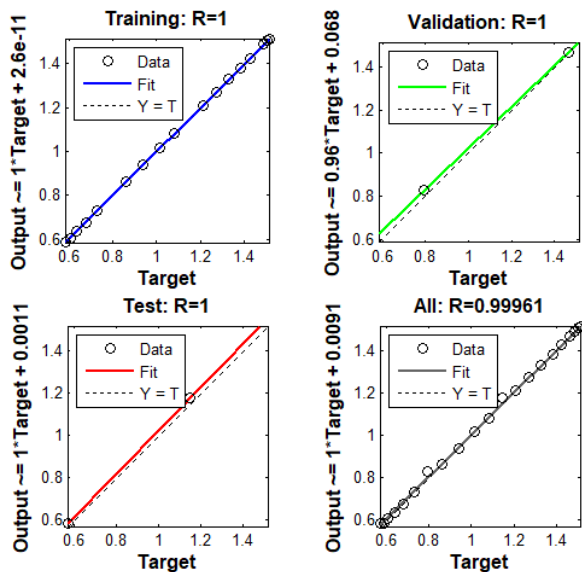 Training: R=1
Output ~= 1*Target + 2.6e-11
Data
Fit
Y = T
1.4
1.2
1
0.8
0.6
0.6 0.8 1 1.2 1.4
Target
Validation: R=1
Output ~= 0.96*Target + 0.068
Data
Fit
Y = T
1.4
1.2
1
0.8
0.6
0.6 0.8 1 1.2 1.4
Target
Test: R=1
Output ~= 1*Target + 0.0011
Data
Fit
Y = T
1.4
1.2
1
0.8
0.6
0.6 0.8 1 1.2 1.4
Target
All: R=0.99961
Output ~= 1*Target + 0.0091
Data
Fit
Y = T
1.4
1.2
1
0.8
0.6
0.6 0.8 1 1.2 1.4
Target